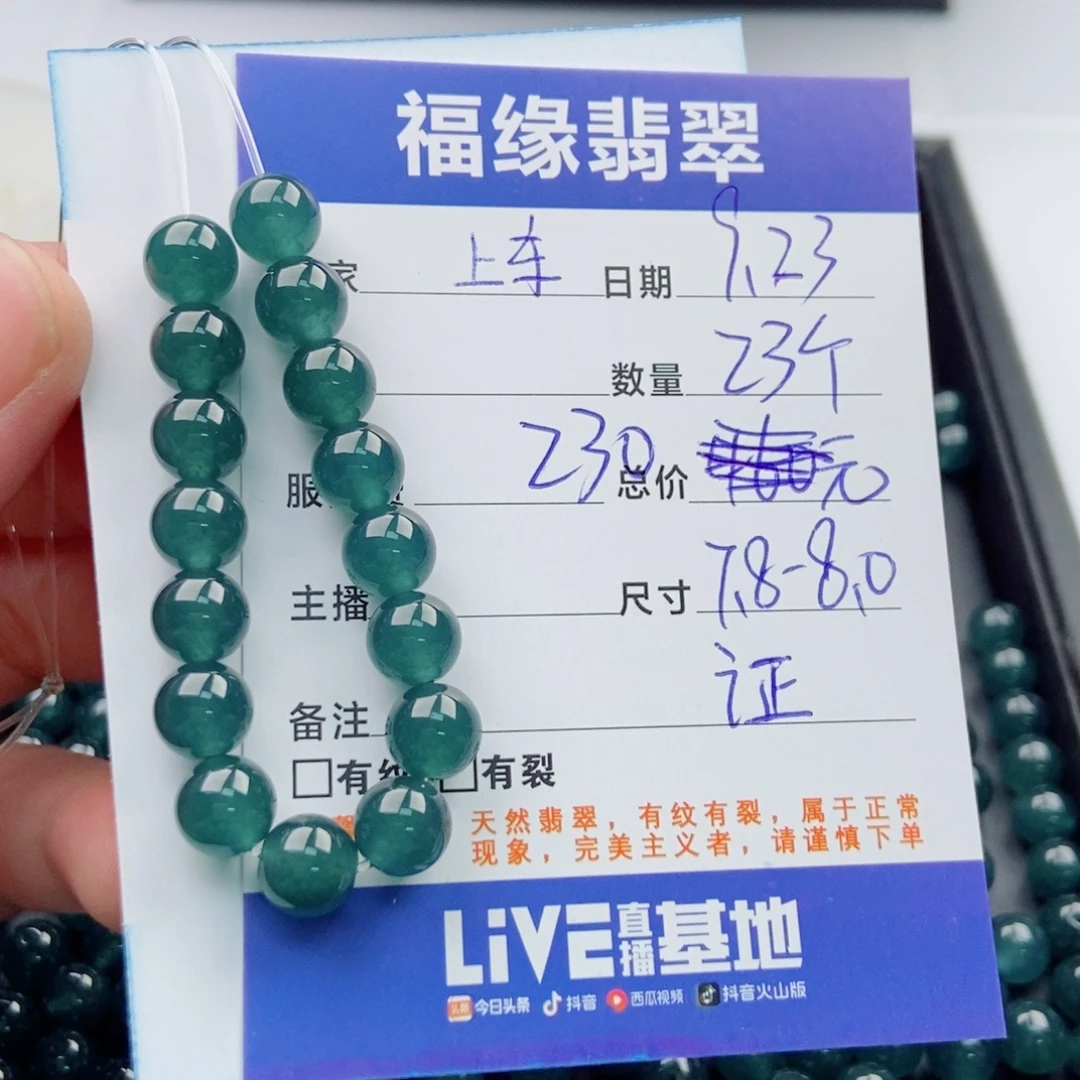 福缘翡翠
家 上车 日期 9.23
数量 23个
服 230 总价 元
主播 尺寸 7.8-8.0
证
备注
□有纹 □有裂
天然翡翠，有纹有裂，属于正常
现象，完美主义者，请谨慎下单
LiVE直播基地
今日头条 抖音 西瓜视频 抖音火山版